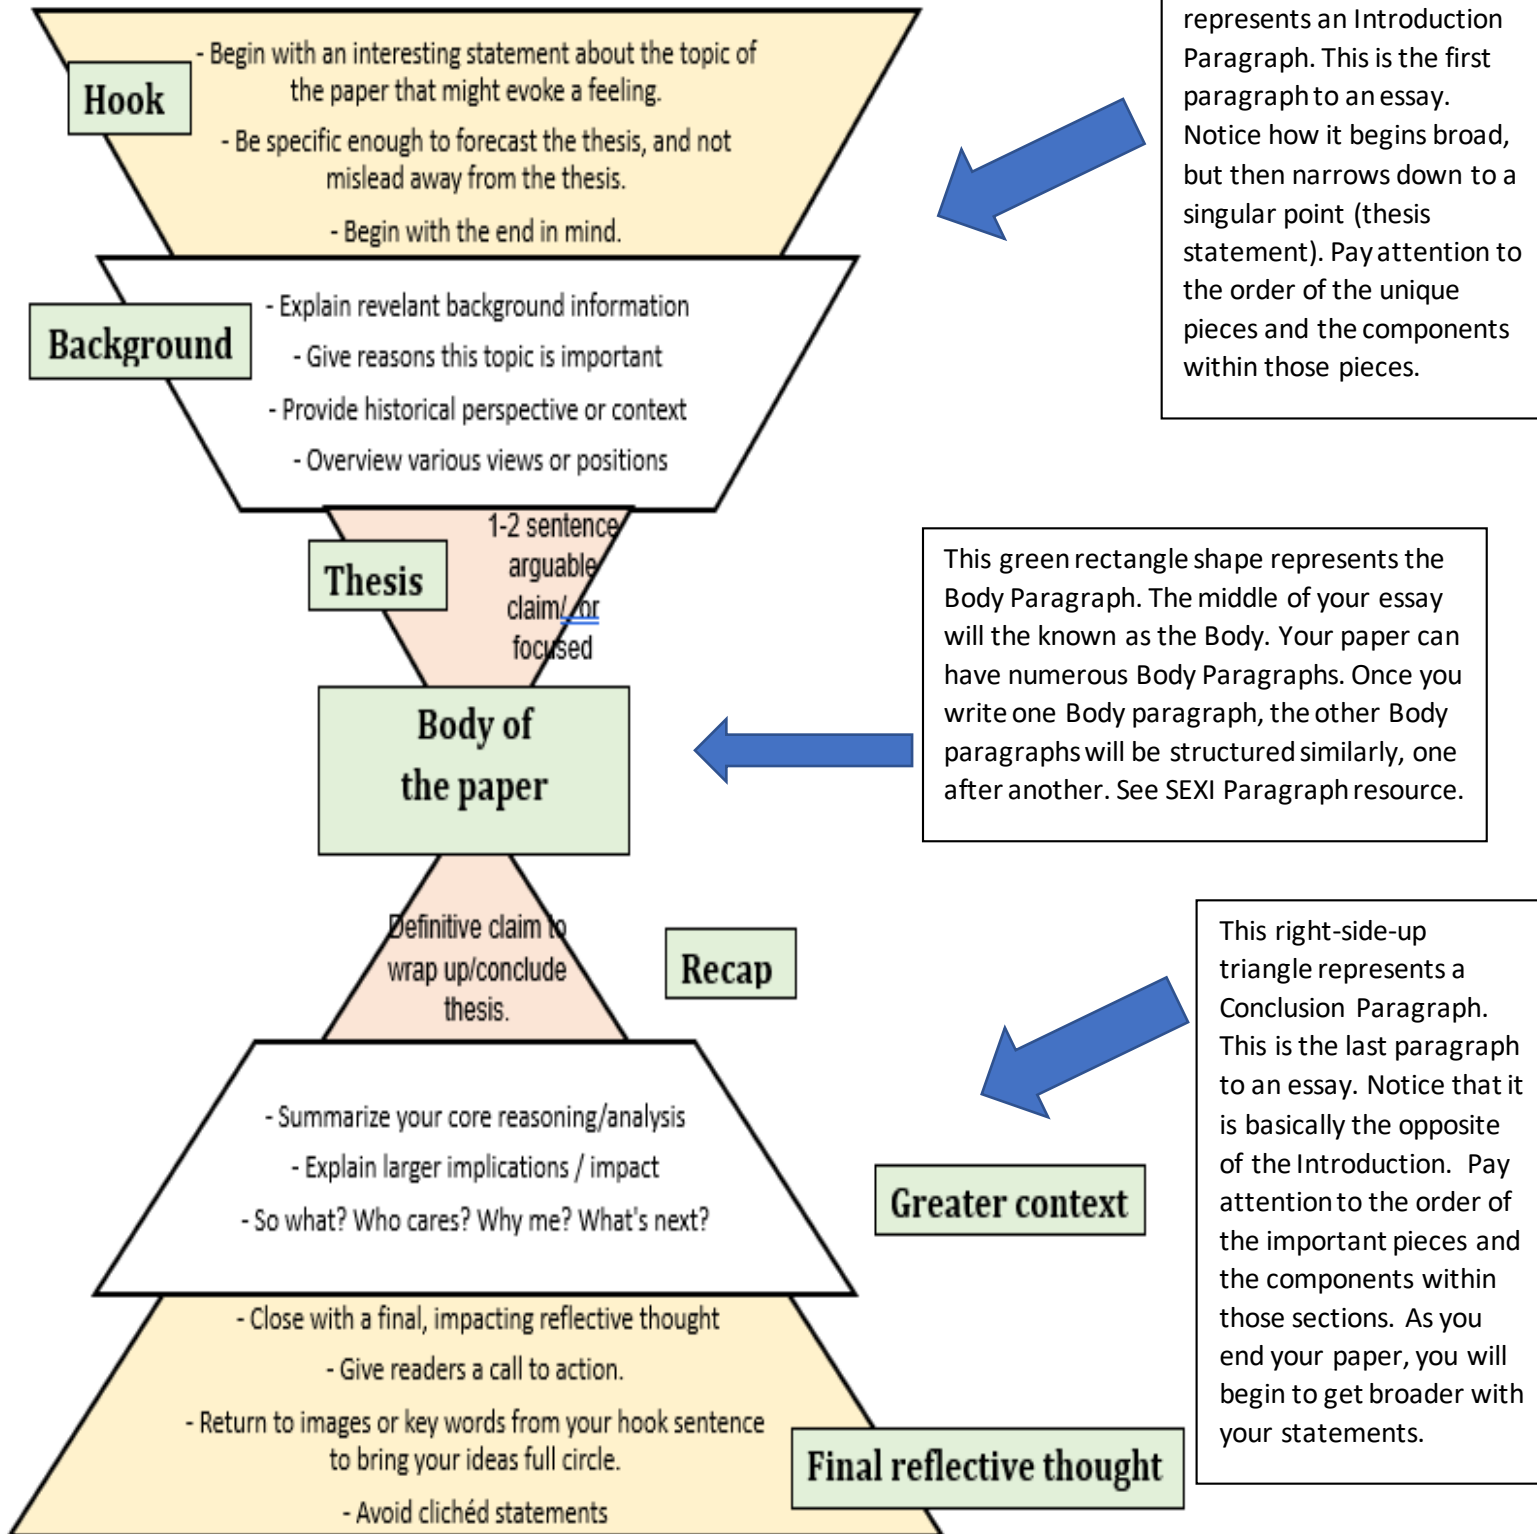 - Begin with an interesting statement about the topic of
the paper that might evoke a feeling.
- Be specific enough to forecast the thesis, and not
mislead away from the thesis.
- Begin with the end in mind.
Hook
represents an Introduction
Paragraph. This is the first
paragraph to an essay.
Notice how it begins broad,
but then narrows down to a
singular point (thesis
statement). Pay attention to
the order of the unique
pieces and the components
within those pieces.
- Explain revelant background information
- Give reasons this topic is important
- Provide historical perspective or context
- Overview various views or positions
Background
1-2 sentence
arguable
claim/ or
focused
Thesis
Body of
the paper
This green rectangle shape represents the
Body Paragraph. The middle of your essay
will the known as the Body. Your paper can
have numerous Body Paragraphs. Once you
write one Body paragraph, the other Body
paragraphs will be structured similarly, one
after another. See SEXI Paragraph resource.
Definitive claim to
wrap up/conclude
thesis.
Recap
- Summarize your core reasoning/analysis
- Explain larger implications / impact
- So what? Who cares? Why me? What's next?
Greater context
This right-side-up
triangle represents a
Conclusion Paragraph.
This is the last paragraph
to an essay. Notice that it
is basically the opposite
of the Introduction. Pay
attention to the order of
the important pieces and
the components within
those sections. As you
end your paper, you will
begin to get broader with
your statements.
- Close with a final, impacting reflective thought
- Give readers a call to action.
- Return to images or key words from your hook sentence
to bring your ideas full circle.
- Avoid clichéd statements
Final reflective thought